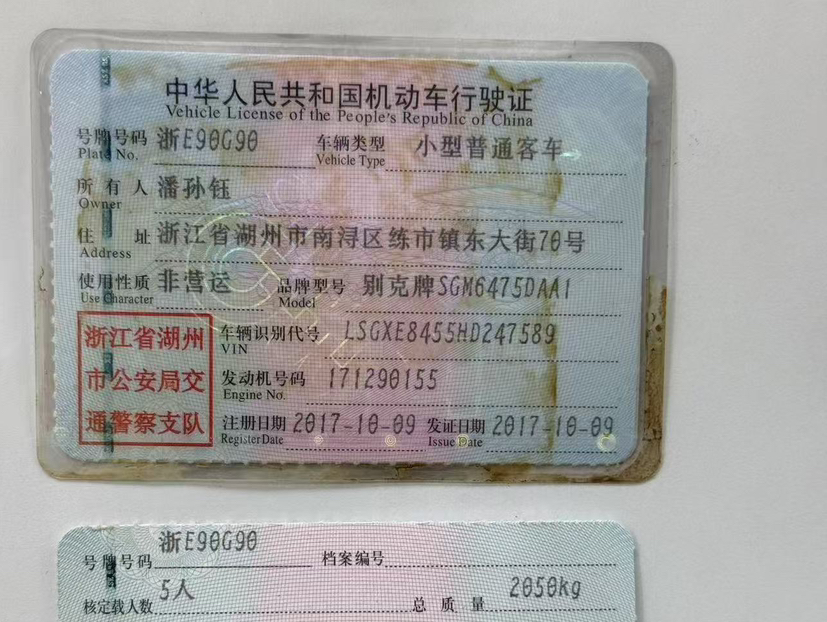 中华人民共和国机动车行驶证
Vehicle License of the People's Republic of China
号牌号码 浙E90G90 车辆类型 小型普通客车
Plate No. Vehicle Type
所有人 潘孙钰
Owner
住址 浙江省湖州市南浔区练市镇东大街70号
Address
使用性质 非营运 品牌型号 别克牌SGM6475DAA1
Use Character Model
浙江省湖州 车辆识别代号 LSGXE8455HD247589
VIN
市公安局交 发动机号码 171290155
Engine No.
通警察支队 注册日期 2017-10-09 发证日期 2017-10-09
Register Date Issue Date
号牌号码 浙E90G90 档案编号
核定载人数 5人 总质量 2050kg